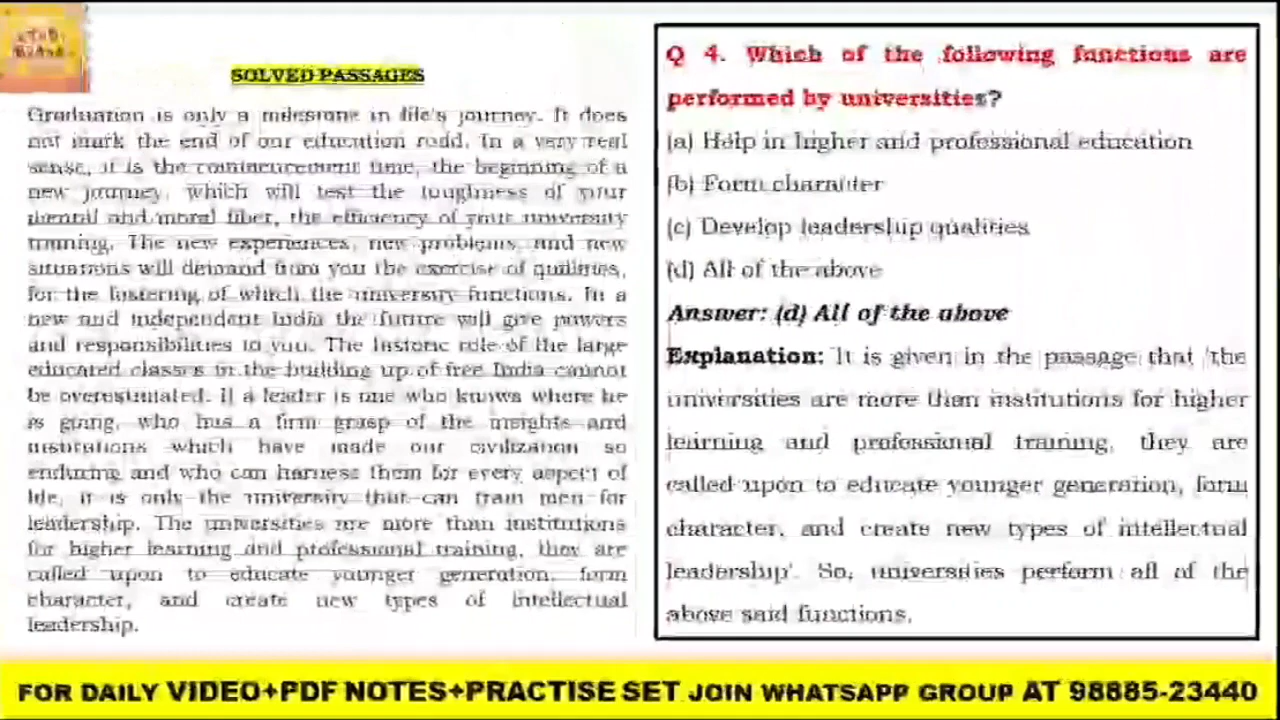 SOLVED PASSAGES
Graduation is only a milestone in life's journey. It does
not mark the end of our education road. In a very real
sense, it is the commencement time, the beginning of a
new journey, which will test the toughness of your
mental and moral fiber, the efficiency of your university
training. The new experiences, new problems, and new
situations will demand from you the exercise of qualities,
for the fostering of which the university functions. In a
new and independent India the future will give powers
and responsibilities to you. The historic role of the large
educated classes in the building up of free India cannot
be overestimated. If a leader is one who knows where he
is going, who has a firm grasp of the insights and
institutions which have made our civilization so
enduring and who can harness them for every aspect of
life, it is only the university that can train men for
leadership. The universities are more than institutions
for higher learning and professional training, they are
called upon to educate younger generation, form
character, and create new types of intellectual
leadership.
Q 4. Which of the following functions are
performed by universities?
(a) Help in higher and professional education
(b) Form character
(c) Develop leadership qualities
(d) All of the above
Answer: (d) All of the above
Explanation: It is given in the passage that 'the
universities are more than institutions for higher
learning and professional training, they are
called upon to educate younger generation, form
character, and create new types of intellectual
leadership'. So, universities perform all of the
above said functions.
FOR DAILY VIDEO+PDF NOTES+PRACTISE SET JOIN WHATSAPP GROUP AT 98885-23440